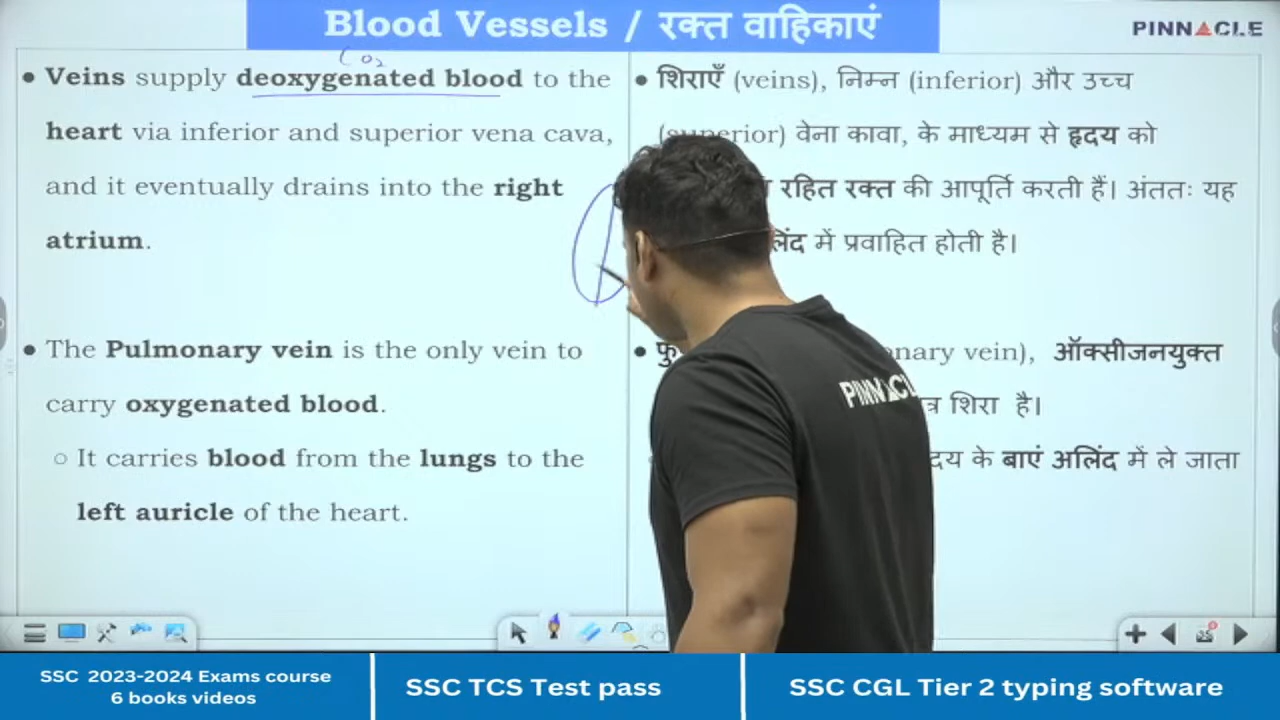 Blood Vessels / रक्त वाहिकाएं
PINNACLE
CO₂
● Veins supply deoxygenated blood to the
heart via inferior and superior vena cava,
and it eventually drains into the right
atrium.
● The Pulmonary vein is the only vein to
carry oxygenated blood.
○ It carries blood from the lungs to the
left auricle of the heart.
● शिराएँ (veins), निम्न (inferior) और उच्च
(superior) वेना कावा, के माध्यम से हृदय को
रहित रक्त की आपूर्ति करती हैं। अंततः यह
में प्रवाहित होती है।
vein), ऑक्सीजनयुक्त
शिरा है।
के बाएं अलिंद में ले जाता
PINNACLE
SSC 2023-2024 Exams course
6 books videos
SSC TCS Test pass
SSC CGL Tier 2 typing software